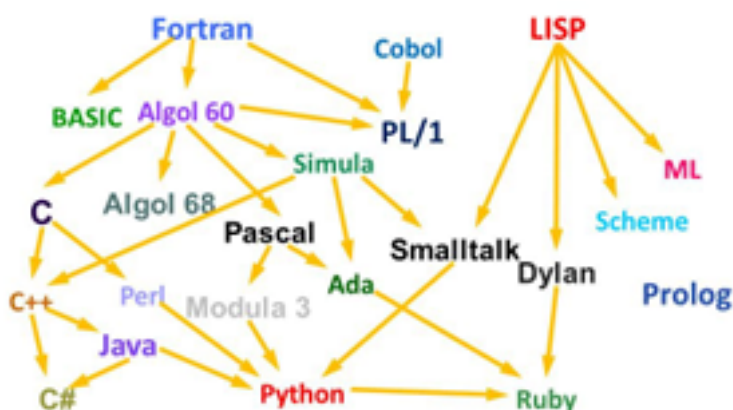 Fortran
Cobol
LISP
BASIC
Algol 60
PL/1
Simula
ML
C
Algol 68
Pascal
Scheme
Smalltalk
Dylan
C++
Perl
Modula 3
Ada
Prolog
Java
C#
Python
Ruby